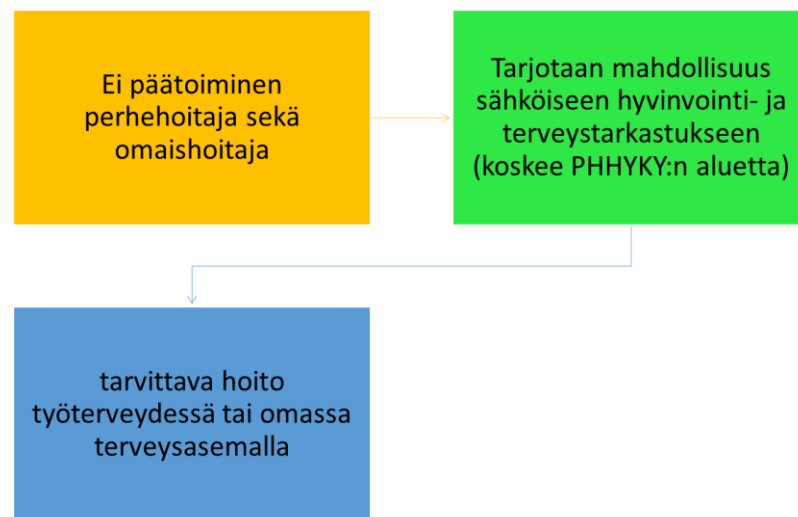 Ei päätoiminen
perhehoitaja sekä
omaishoitaja
Tarjotaan mahdollisuus
sähköiseen hyvinvointi- ja
terveystarkastukseen
(koskee PHHYKY:n aluetta)
tarvittava hoito
työterveydessä tai omassa
terveysasemalla